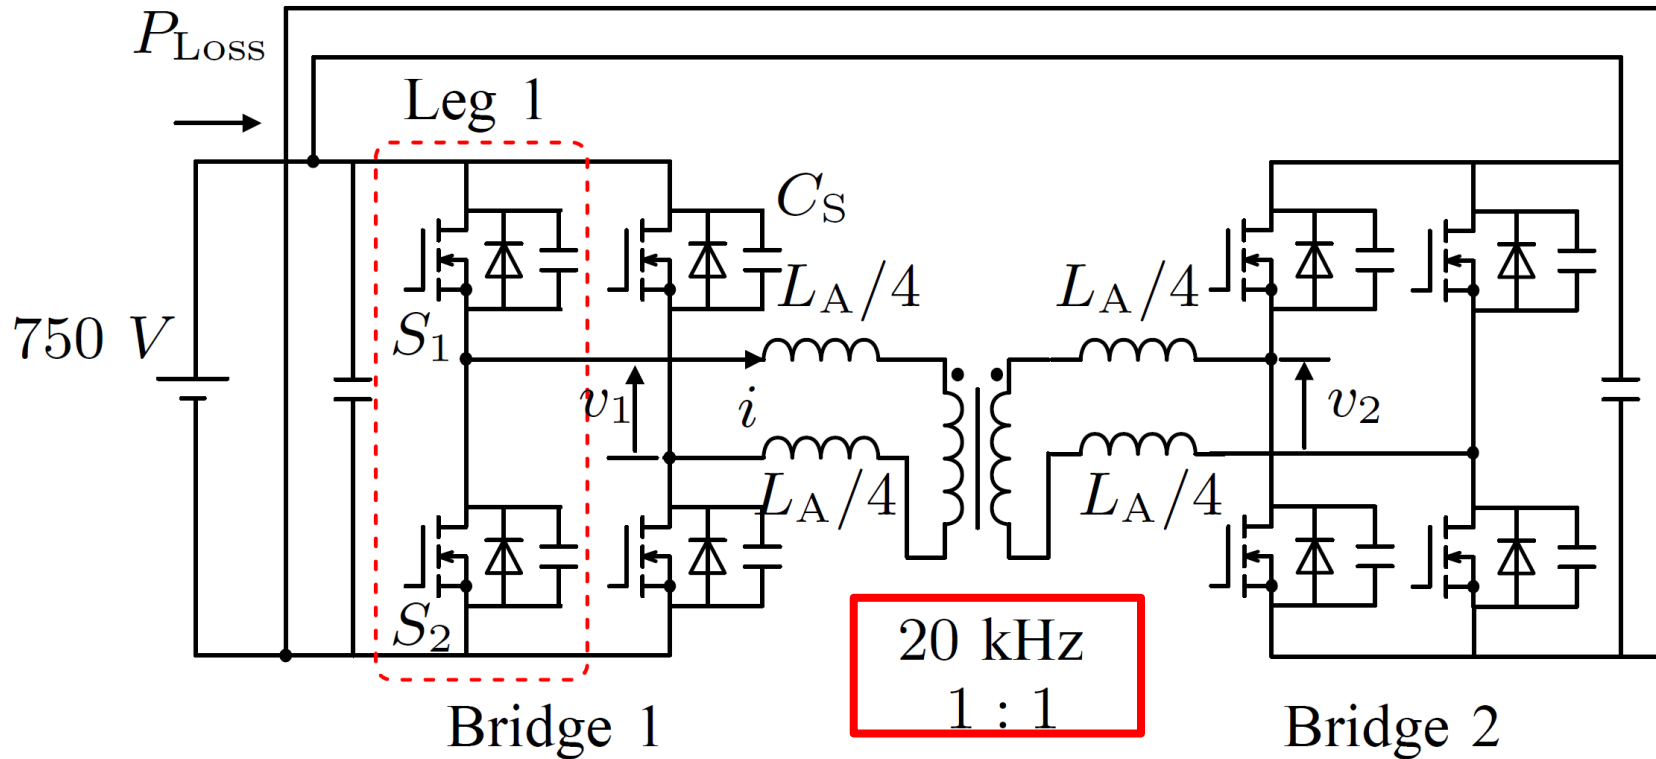 P_Loss
Leg 1
C_S
L_A/4
L_A/4
750 V
S_1
v_1
i
v_2
L_A/4
L_A/4
S_2
20 kHz
1 : 1
Bridge 1
Bridge 2